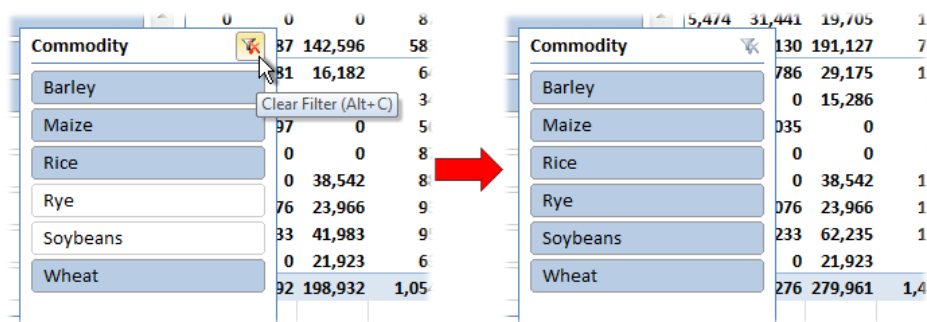 0 0 0 8
Commodity 87 142,596 58
81 16,182 6
Barley
Clear Filter (Alt+C) 3
Maize 97 0 5
0 0 8
Rice
0 38,542 8
Rye 76 23,966 9
Soybeans 33 41,983 9
0 21,923 6
Wheat
92 198,932 1,05
5,474 31,441 19,705 1
Commodity 130 191,127 7
786 29,175 1
Barley
0 15,286
Maize 035 0
0 0
Rice
0 38,542 1
Rye 076 23,966 1
Soybeans 233 62,235 1
0 21,923
Wheat
276 279,961 1,4